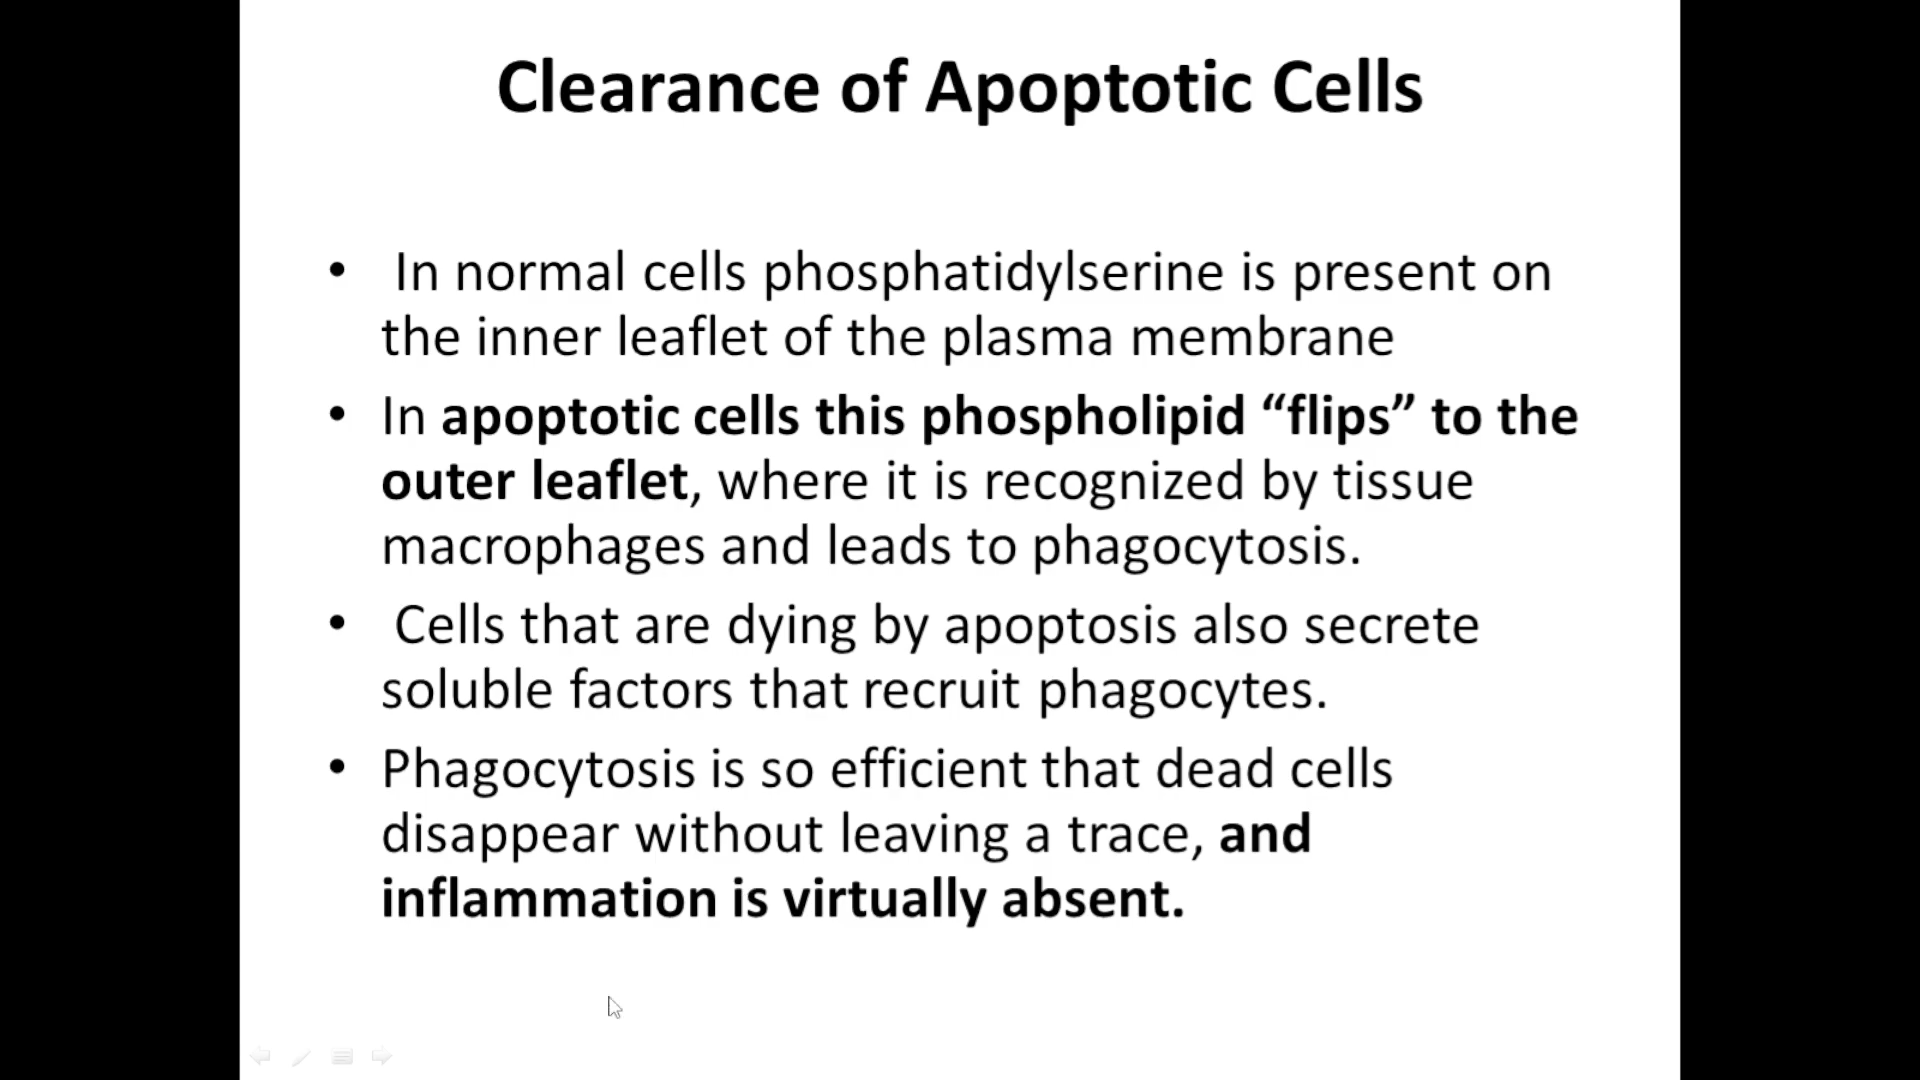 Clearance of Apoptotic Cells
• In normal cells phosphatidylserine is present on
the inner leaflet of the plasma membrane
• In apoptotic cells this phospholipid “flips” to the
outer leaflet, where it is recognized by tissue
macrophages and leads to phagocytosis.
• Cells that are dying by apoptosis also secrete
soluble factors that recruit phagocytes.
• Phagocytosis is so efficient that dead cells
disappear without leaving a trace, and
inflammation is virtually absent.